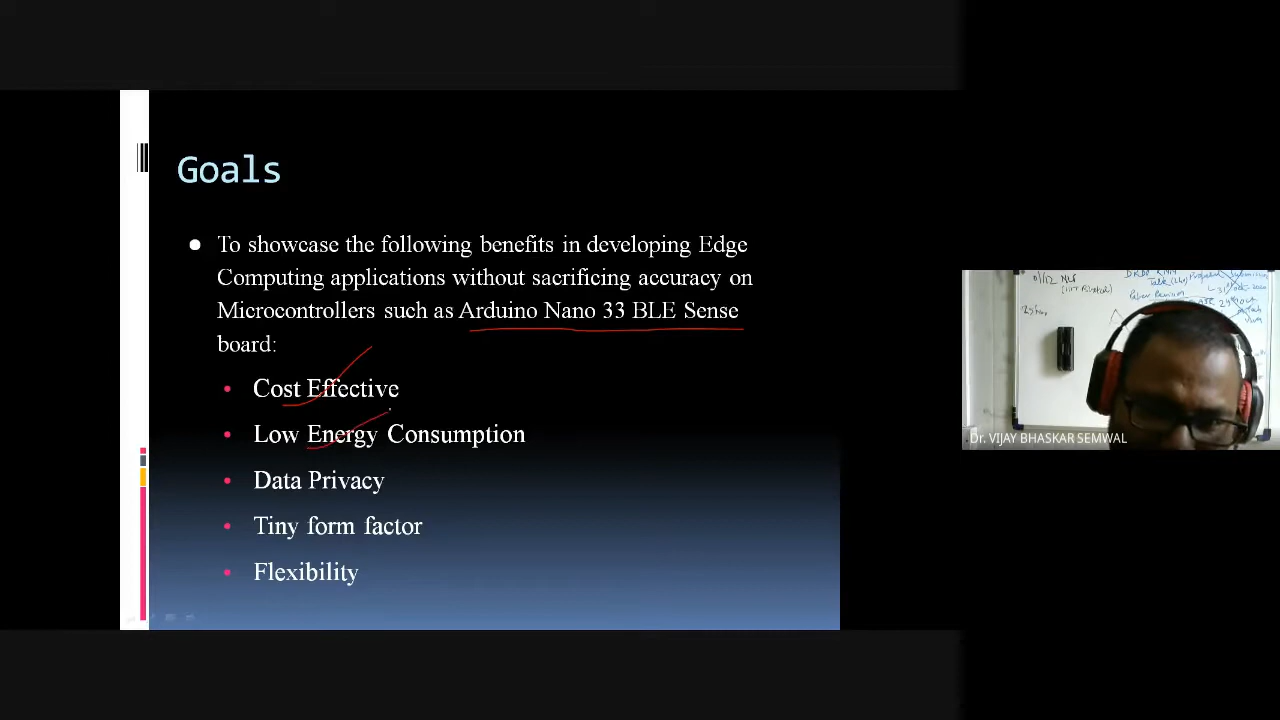 Goals
To showcase the following benefits in developing Edge
Computing applications without sacrificing accuracy on
Microcontrollers such as Arduino Nano 33 BLE Sense
board:
Cost Effective
Low Energy Consumption
Data Privacy
Tiny form factor
Flexibility
Dr. VIJAY BHASKAR SEMWAL